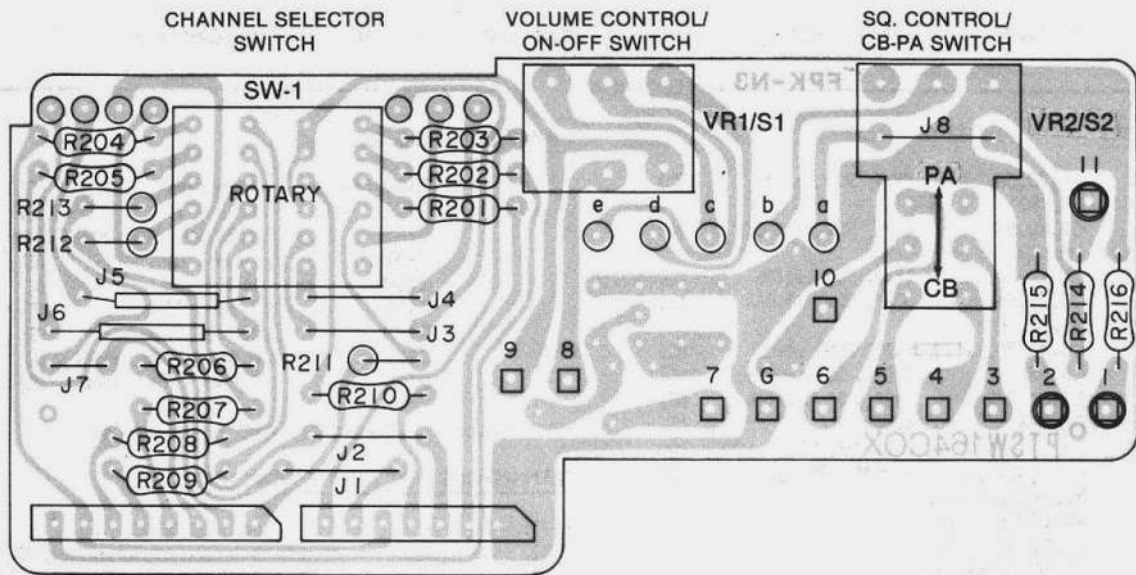 CHANNEL SELECTOR
SWITCH
VOLUME CONTROL/
ON-OFF SWITCH
SQ. CONTROL/
CB-PA SWITCH
SW-1
FPK-N3
VR1/S1
J8
VR2/S2
R204
R203
R205
R202
ROTARY
PA
11
R213
R201
R212
e d c b a
J5
J4
10
CB
J6
J3
R215
R214
R216
J7
R206
R211
9
8
R207
R210
7 G 6 5 4 3 2 1
R208
J2
PTSW164COX
R209
J1